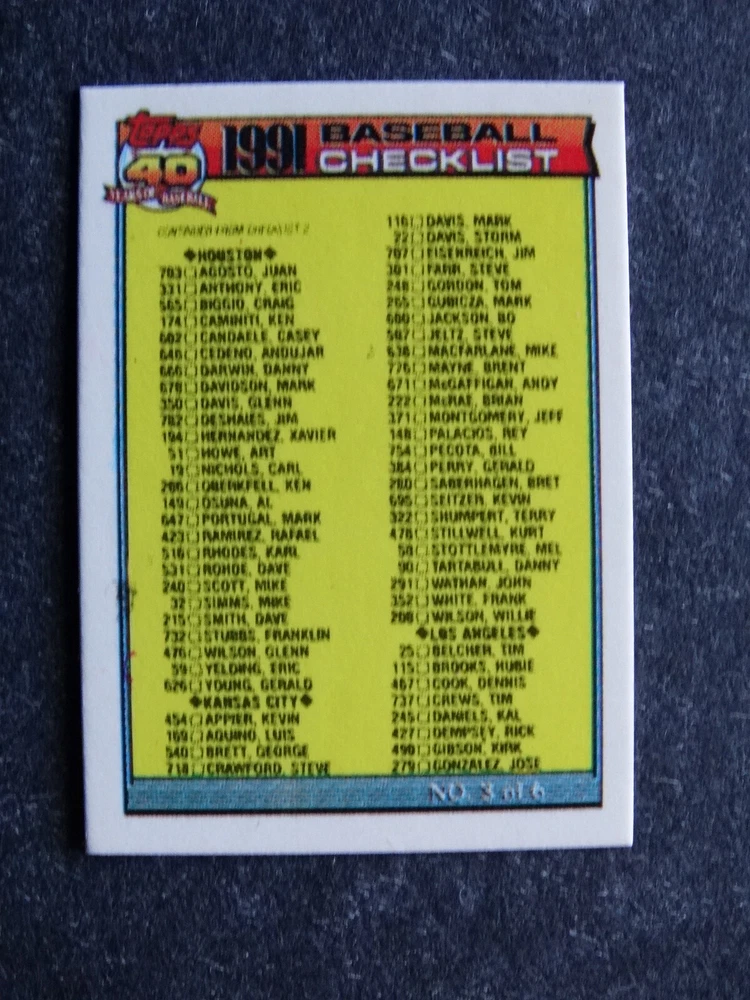 Topps
40
YEARS OF BASEBALL
1991 BASEBALL
CHECKLIST
CONTINUED FROM CHECKLIST 2
◆HOUSTON◆
703 □ AGOSTO, JUAN
331 □ ANTHONY, ERIC
565 □ BIGGIO, CRAIG
174 □ CAMINITI, KEN
602 □ CANDAELE, CASEY
646 □ CEDENO, ANDUJAR
666 □ DARWIN, DANNY
678 □ DAVIDSON, MARK
350 □ DAVIS, GLENN
782 □ DESHAIES, JIM
194 □ HERNANDEZ, XAVIER
51 □ HOWE, ART
19 □ NICHOLS, CARL
286 □ OBERKFELL, KEN
149 □ OSUNA, AL
647 □ PORTUGAL, MARK
423 □ RAMIREZ, RAFAEL
516 □ RHODES, KARL
531 □ ROHDE, DAVE
240 □ SCOTT, MIKE
32 □ SIMMS, MIKE
215 □ SMITH, DAVE
732 □ STUBBS, FRANKLIN
476 □ WILSON, GLENN
59 □ YELDING, ERIC
626 □ YOUNG, GERALD
◆KANSAS CITY◆
454 □ APPIER, KEVIN
169 □ AQUINO, LUIS
540 □ BRETT, GEORGE
718 □ CRAWFORD, STEVE
116 □ DAVIS, MARK
22 □ DAVIS, STORM
707 □ EISENREICH, JIM
301 □ FARR, STEVE
248 □ GORDON, TOM
265 □ GUBICZA, MARK
600 □ JACKSON, BO
507 □ JELTZ, STEVE
638 □ MACFARLANE, MIKE
776 □ MAYNE, BRENT
671 □ McGAFFIGAN, ANDY
222 □ McRAE, BRIAN
371 □ MONTGOMERY, JEFF
148 □ PALACIOS, REY
754 □ PECOTA, BILL
384 □ PERRY, GERALD
280 □ SABERHAGEN, BRET
695 □ SEITZER, KEVIN
322 □ SHUMPERT, TERRY
478 □ STILLWELL, KURT
58 □ STOTTLEMYRE, MEL
90 □ TARTABULL, DANNY
291 □ WATHAN, JOHN
352 □ WHITE, FRANK
208 □ WILSON, WILLIE
◆LOS ANGELES◆
25 □ BELCHER, TIM
115 □ BROOKS, HUBIE
467 □ COOK, DENNIS
737 □ CREWS, TIM
245 □ DANIELS, KAL
427 □ DEMPSEY, RICK
490 □ GIBSON, KIRK
279 □ GONZALEZ, JOSE
NO. 3 of 6